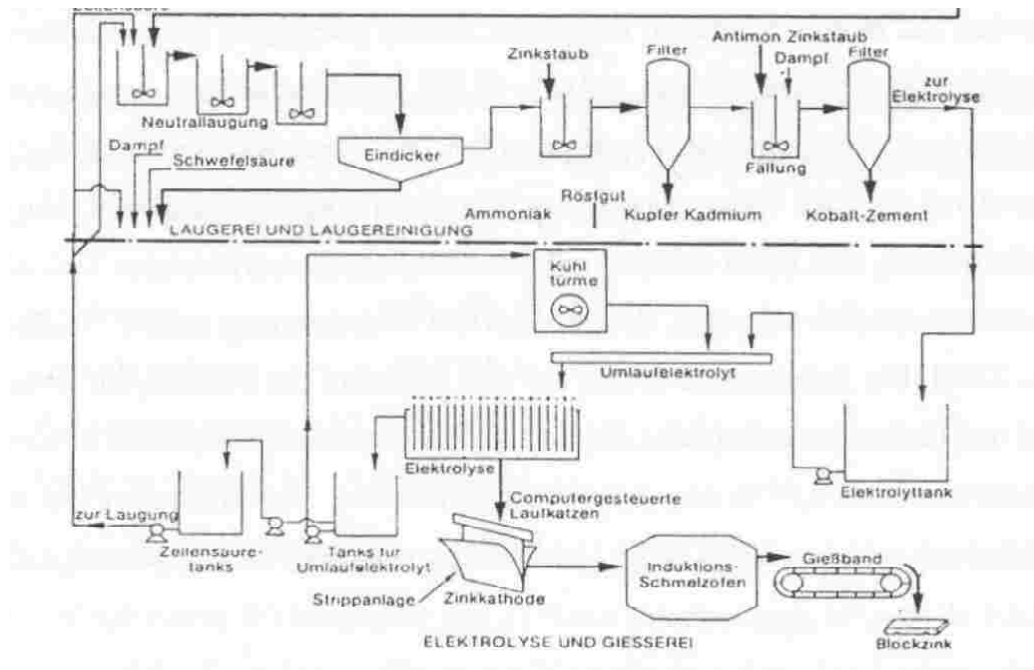 Antimon Zinkstaub
Zinkstaub
Filter
Dampf
Filter
zur
Elektrolyse
Neutrallaugung
Dampf
Schwefelsäure
Eindicker
Fällung
Röstgut
Ammoniak
Kupfer Kadmium
Kobalt-Zement
LAUGEREI UND LAUGEREINIGUNG
Kühl
türme
Umlaufelektrolyt
Elektrolyse
Elektrolyttank
Computergesteuerte
Laufkatzen
zur Laugung
Zellensäure-
tanks
Tanks für
Umlaufelektrolyt
Strippanlage
Zinkkathode
Induktions-
Schmelzofen
Gießband
Blockzink
ELEKTROLYSE UND GIESSEREI